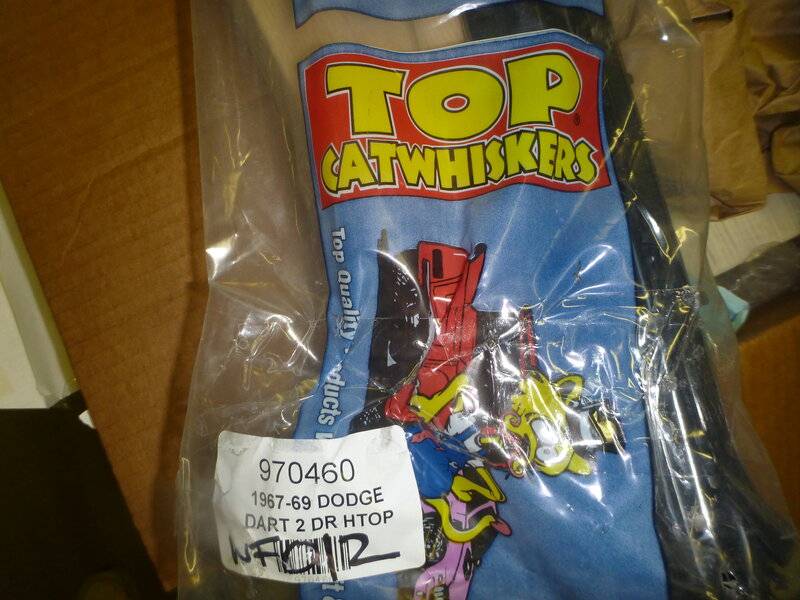 TOP
CATWHISKERS
Top Quality
970460
1967-69 DODGE
DART 2 DR HTOP